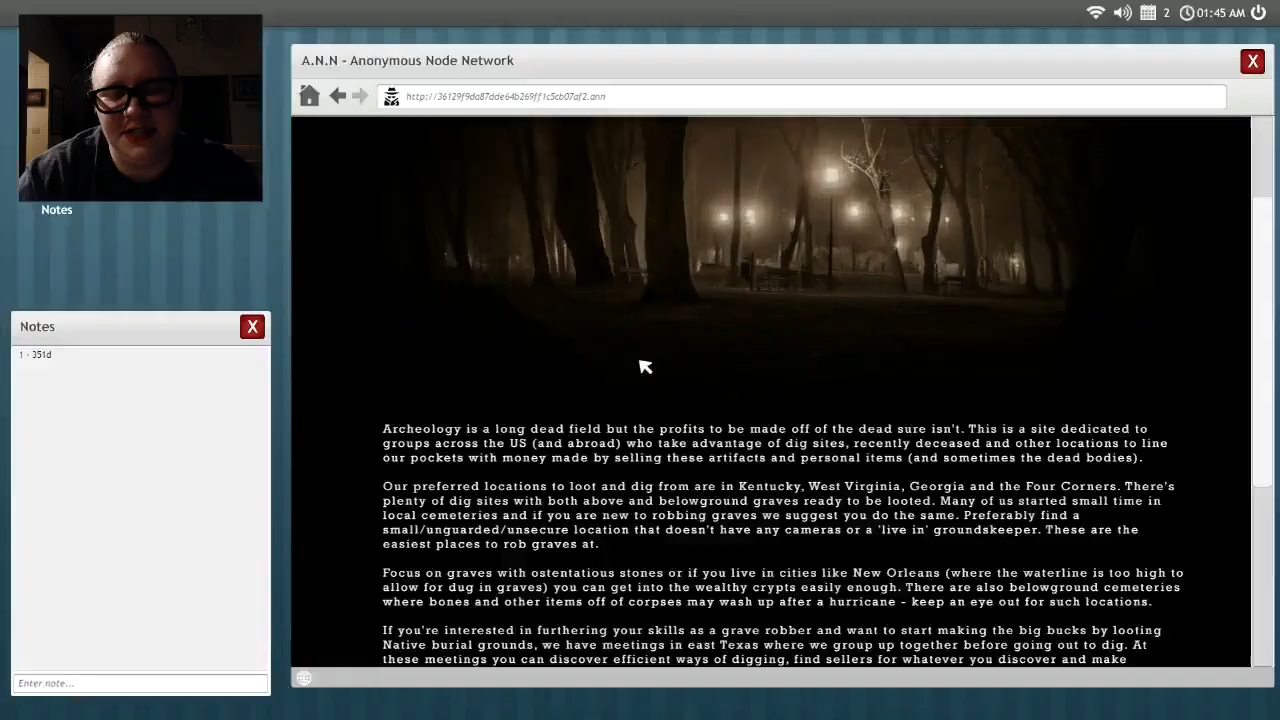 2 01:45 AM
A.N.N - Anonymous Node Network
X
http://36129f9da87dde64b269ff1c5cb07af2.ann
Notes
Notes
X
1 - 351d
Enter note...
Archeology is a long dead field but the profits to be made off of the dead sure isn't. This is a site dedicated to
groups across the US (and abroad) who take advantage of dig sites, recently deceased and other locations to line
our pockets with money made by selling these artifacts and personal items (and sometimes the dead bodies).
Our preferred locations to loot and dig from are in Kentucky, West Virginia, Georgia and the Four Corners. There's
plenty of dig sites with both above and belowground graves ready to be looted. Many of us started small time in
local cemeteries and if you are new to robbing graves we suggest you do the same. Preferably find a
small/unguarded/unsecure location that doesn't have any cameras or a 'live in' groundskeeper. These are the
easiest places to rob graves at.
Focus on graves with ostentatious stones or if you live in cities like New Orleans (where the waterline is too high to
allow for dug in graves) you can get into the wealthy crypts easily enough. There are also belowground cemeteries
where bones and other items off of corpses may wash up after a hurricane - keep an eye out for such locations.
If you're interested in furthering your skills as a grave robber and want to start making the big bucks by looting
Native burial grounds, we have meetings in east Texas where we group up together before going out to dig. At
these meetings you can discover efficient ways of digging, find sellers for whatever you discover and make